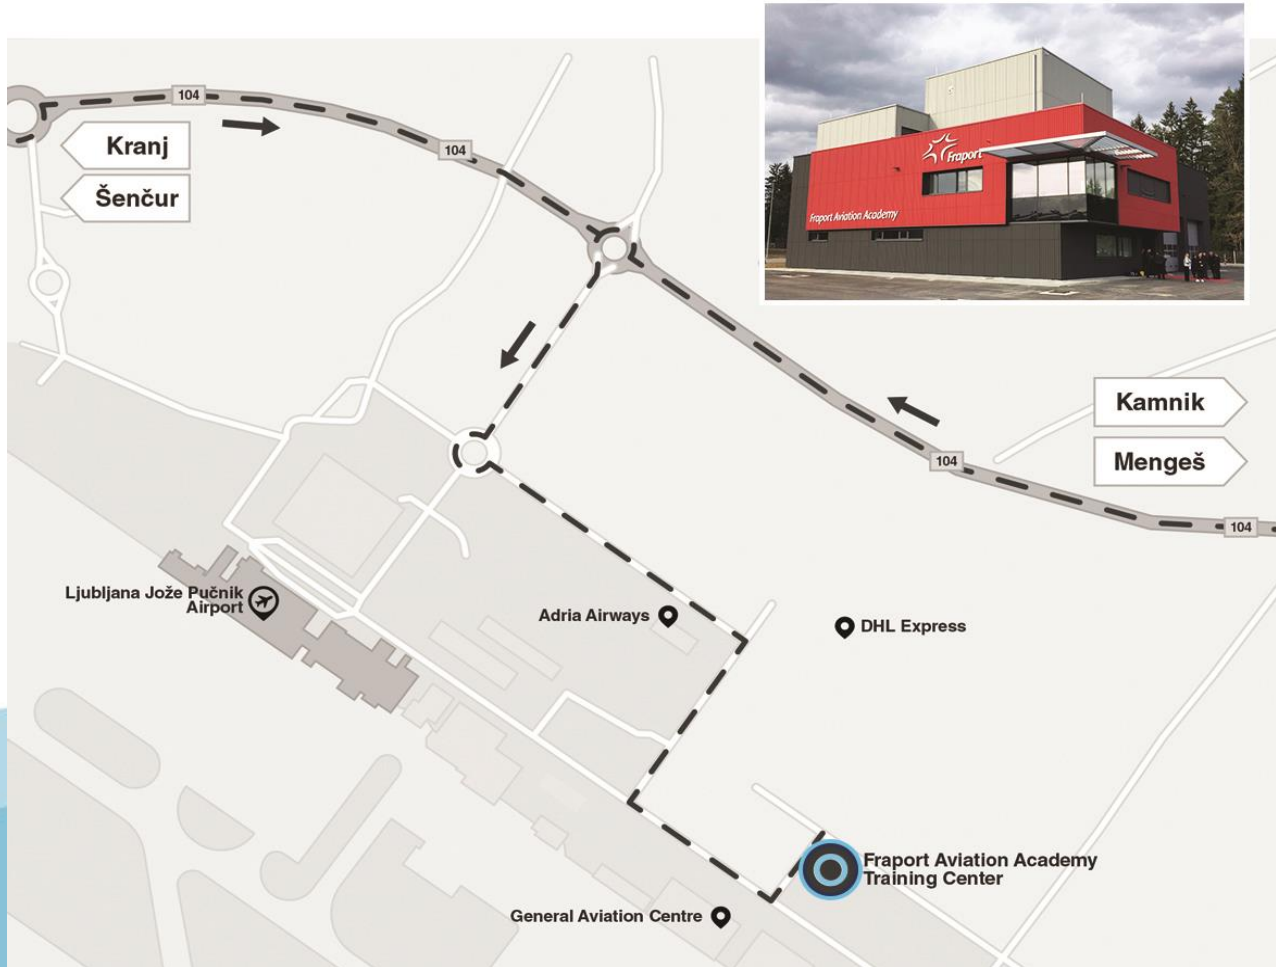 104
Kranj
Šenčur
104
Fraport
Fraport Aviation Academy
Kamnik
Mengeš
104
104
Ljubljana Jože Pučnik
Airport
Adria Airways
DHL Express
Fraport Aviation Academy
Training Center
General Aviation Centre